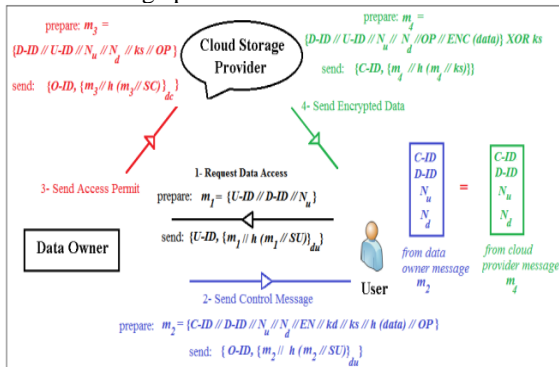 prepare: m3 =
{D-ID // U-ID // Nu // Nd // ks // OP}
send: {O-ID, {m3// h (m3// SC)}dc}
Cloud Storage
Provider
prepare: m4 =
{D-ID // U-ID // Nu // Nd //OP // ENC (data)} XOR ks
send: {C-ID, {m4 // h (m4 // ks)}}
4- Send Encrypted Data
3- Send Access Permit
1- Request Data Access
prepare: m1 = {U-ID // D-ID // Nu}
send: {U-ID, {m1 // h (m1 // SU)}du}
Data Owner
User
C-ID
D-ID
Nu
Nd
=
C-ID
D-ID
Nu
Nd
from data
owner message
m2
from cloud
provider message
m4
2- Send Control Message
prepare: m2 = {C-ID // D-ID // Nu // Nd // EN // kd // ks // h (data) // OP}
send: { O-ID, {m2 // h (m2 // SU)}du}